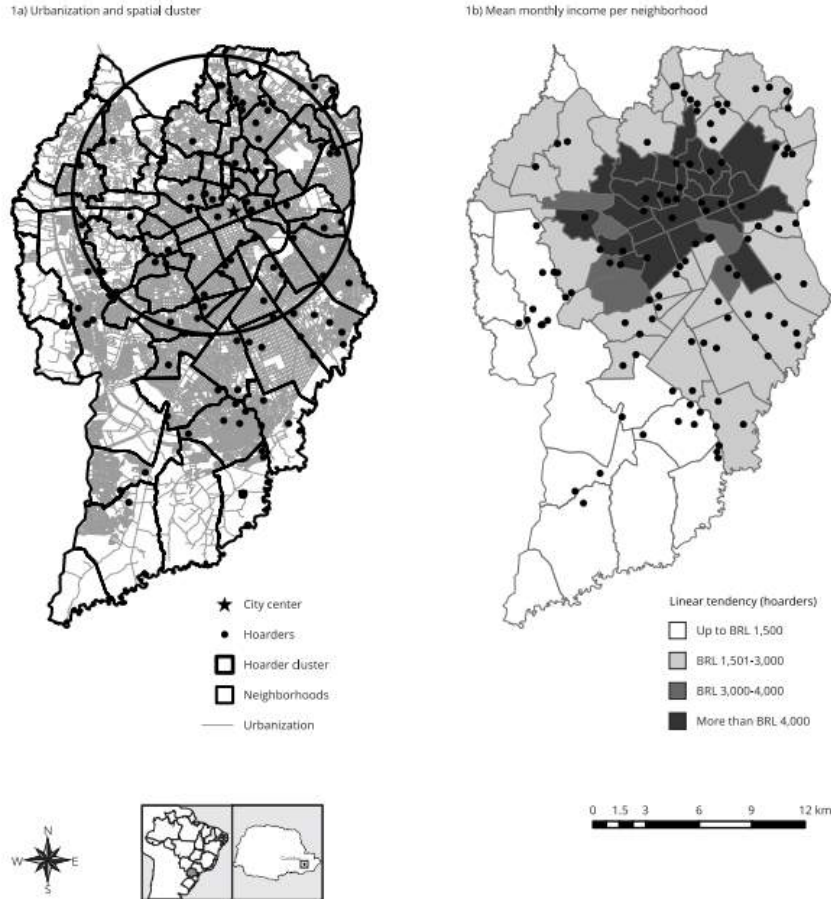 1a) Urbanization and spatial cluster
1b) Mean monthly income per neighborhood
City center
Hoarders
Hoarder cluster
Neighborhoods
Urbanization
Linear tendency (hoarders)
Up to BRL 1,500
BRL 1,501-3,000
BRL 3,000-4,000
More than BRL 4,000
0 1.5 3 6 9 12 km
N
W E
S